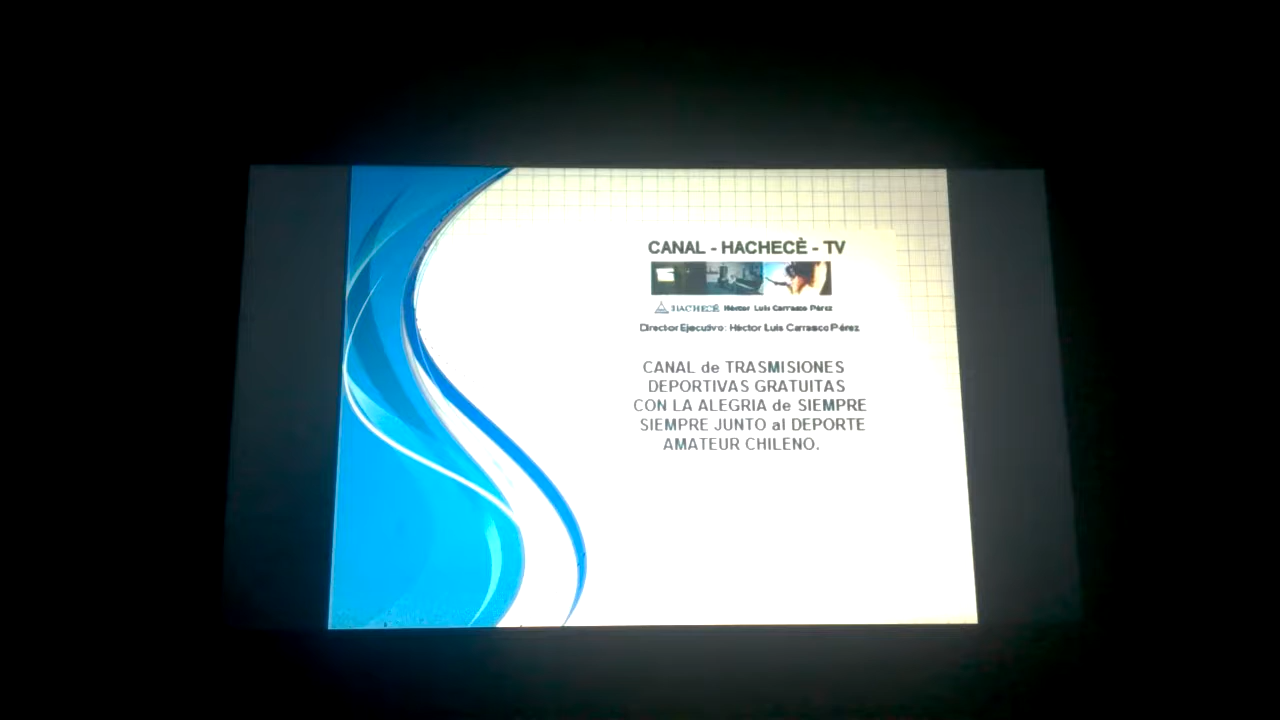 CANAL - HACHECÈ - TV
HACHECÈ Héctor Luis Carrasco Pérez
Director Ejecutivo: Héctor Luis Carrasco Pérez
CANAL de TRASMISIONES
DEPORTIVAS GRATUITAS
CON LA ALEGRIA de SIEMPRE
SIEMPRE JUNTO al DEPORTE
AMATEUR CHILENO.